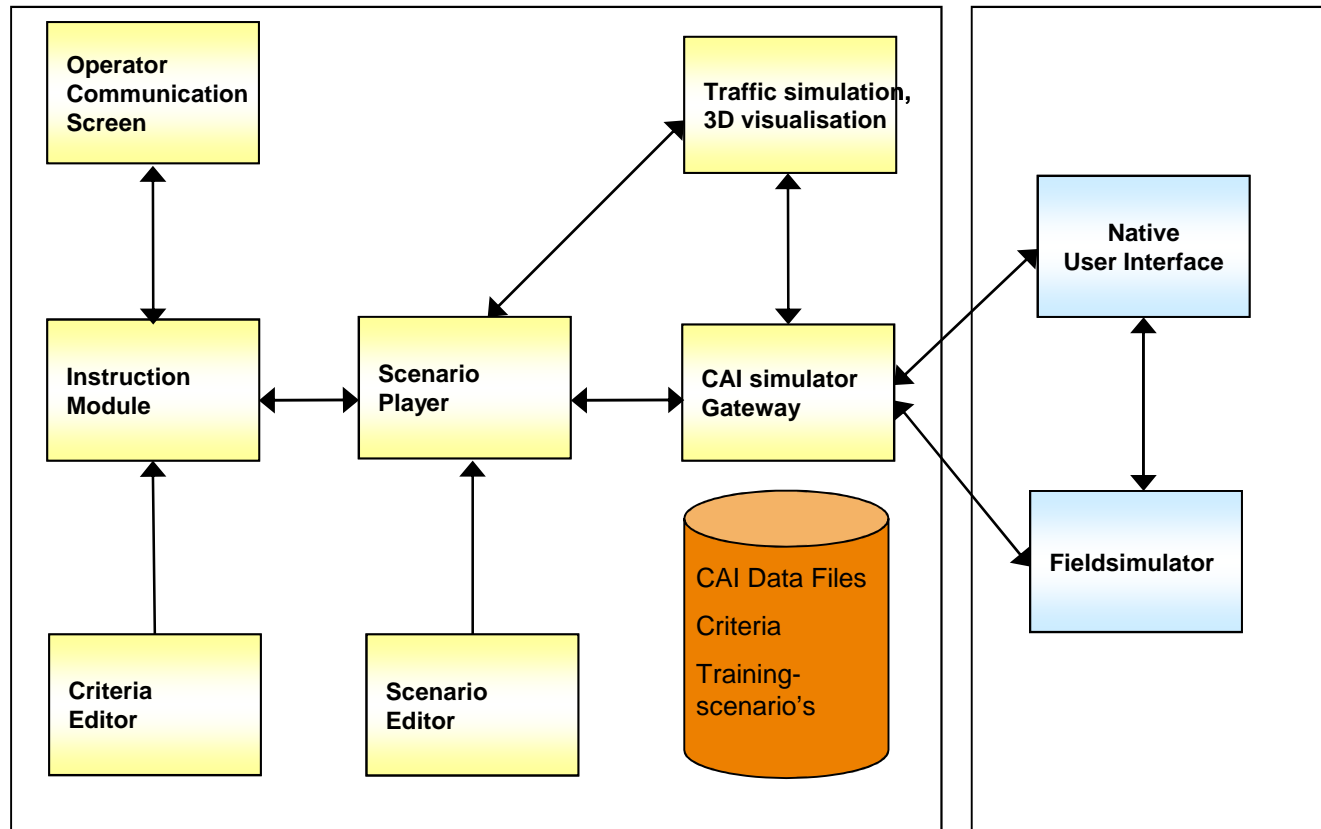 Operator
Communication
Screen
Traffic simulation,
3D visualisation
Native
User Interface
Instruction
Module
Scenario
Player
CAI simulator
Gateway
Fieldsimulator
CAI Data Files
Criteria
Training-
scenario's
Criteria
Editor
Scenario
Editor